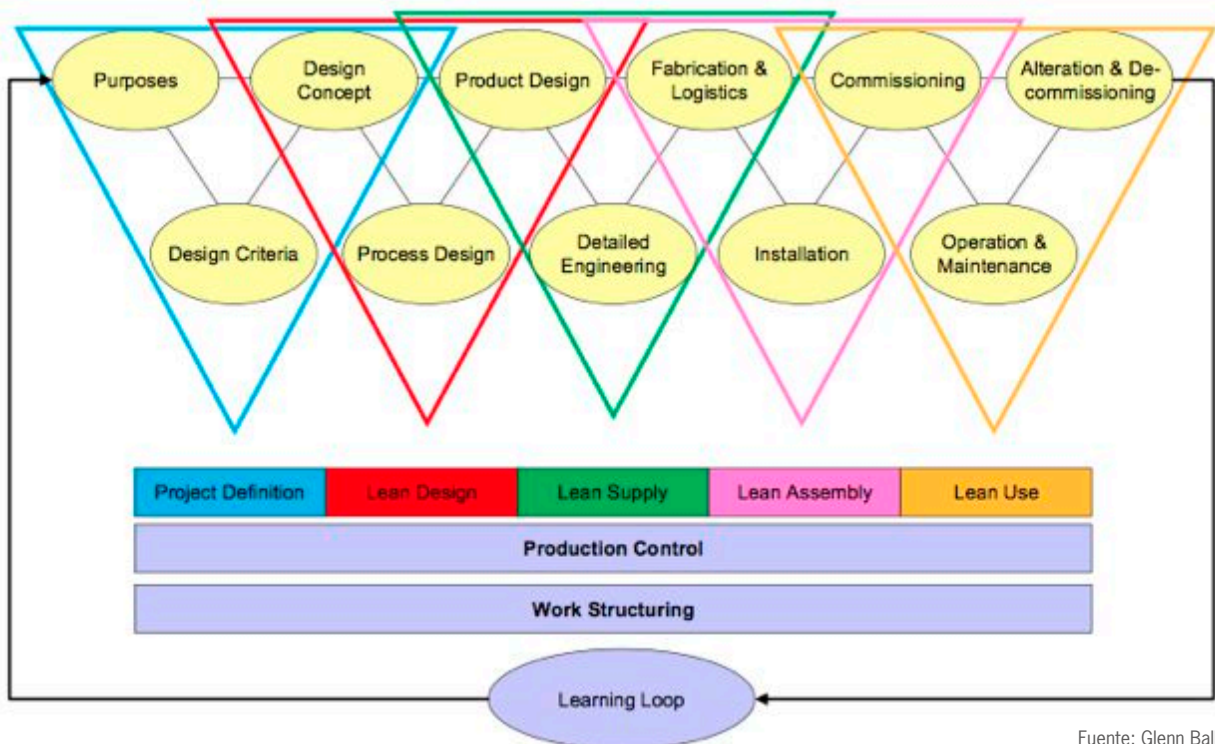 Purposes
Design
Concept
Product Design
Fabrication &
Logistics
Commissioning
Alteration & De-
commissioning
Design Criteria
Process Design
Detailed
Engineering
Installation
Operation &
Maintenance
Project Definition
Lean Design
Lean Supply
Lean Assembly
Lean Use
Production Control
Work Structuring
Learning Loop
Fuente: Glenn Bal